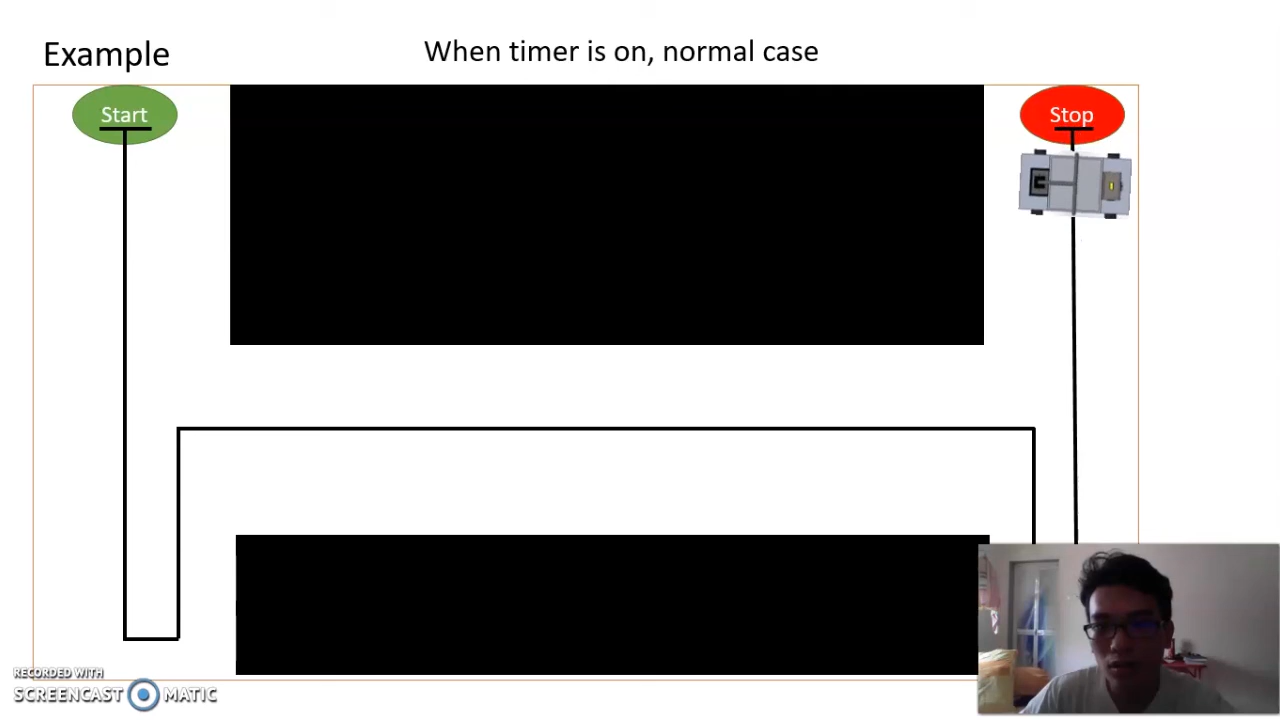 Example
When timer is on, normal case
Start
Stop
RECORDED WITH
SCREENCAST MATIC